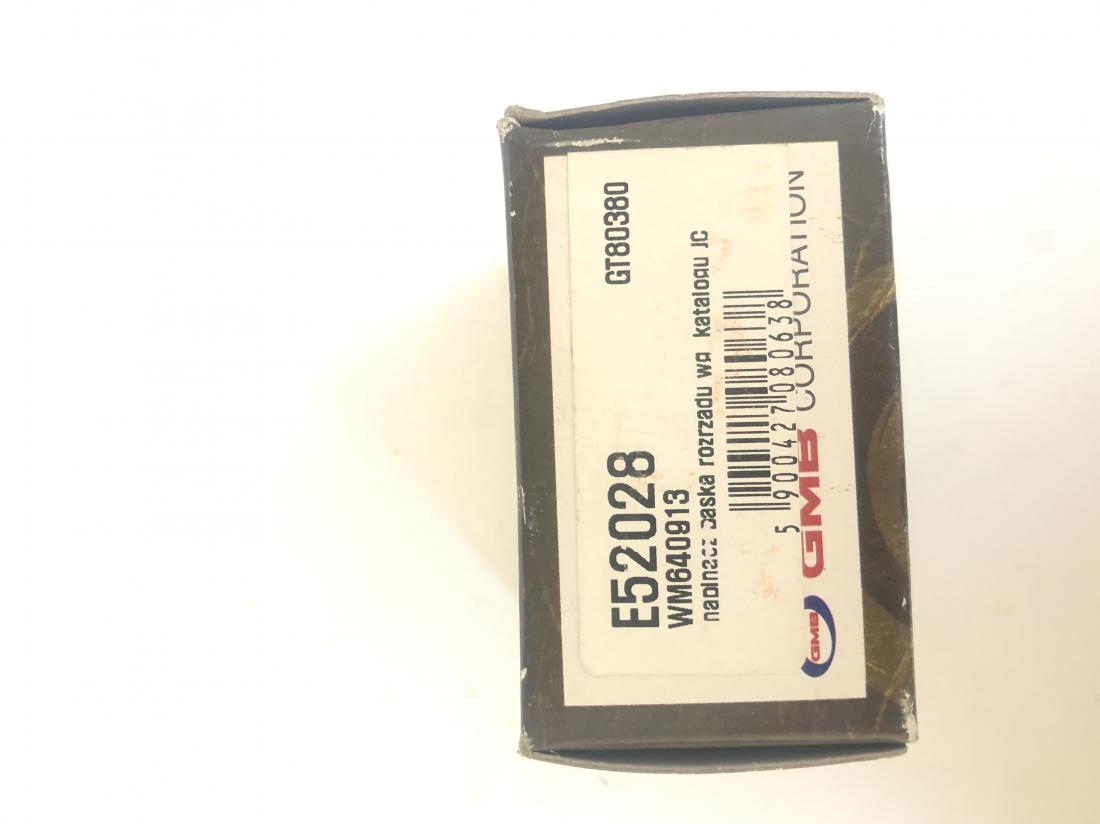 E52028 GT80380
WM640913
napinacz paska rozrządu wg. katalogu JC
5 900427 080638
GMB GMB CORPORATION